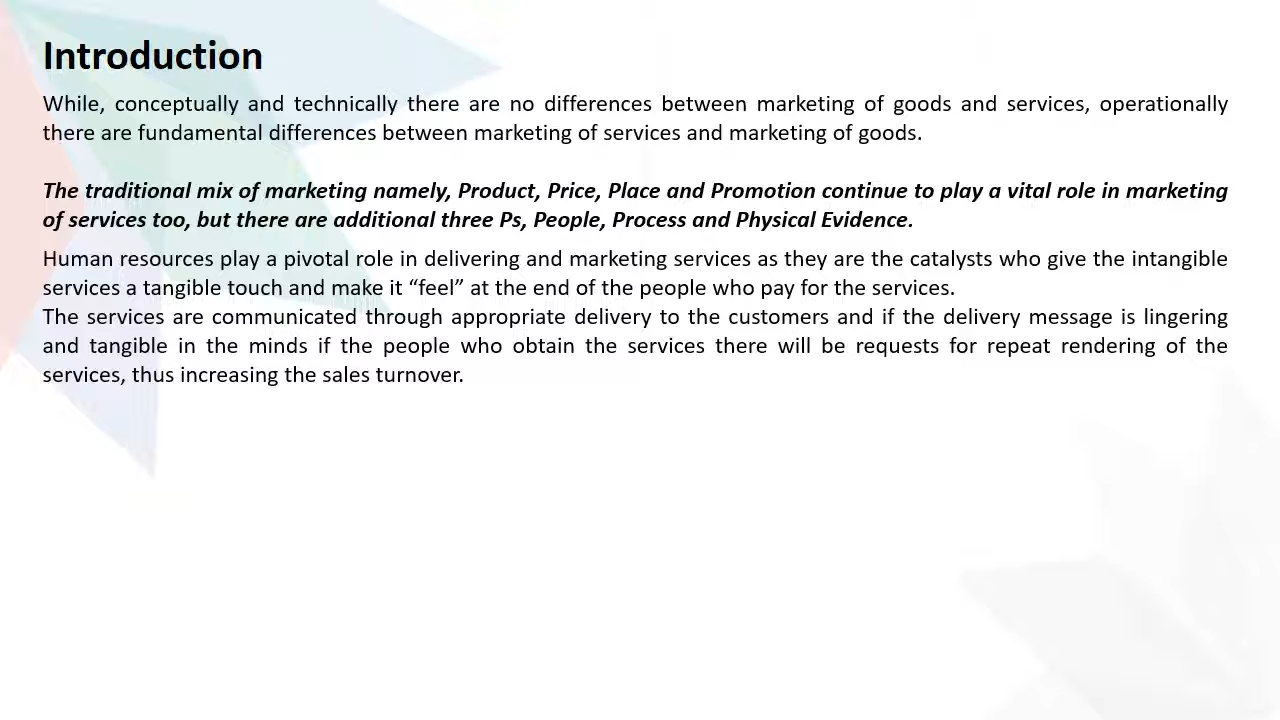 Introduction
While, conceptually and technically there are no differences between marketing of goods and services, operationally
there are fundamental differences between marketing of services and marketing of goods.
The traditional mix of marketing namely, Product, Price, Place and Promotion continue to play a vital role in marketing
of services too, but there are additional three Ps, People, Process and Physical Evidence.
Human resources play a pivotal role in delivering and marketing services as they are the catalysts who give the intangible
services a tangible touch and make it “feel” at the end of the people who pay for the services.
The services are communicated through appropriate delivery to the customers and if the delivery message is lingering
and tangible in the minds if the people who obtain the services there will be requests for repeat rendering of the
services, thus increasing the sales turnover.